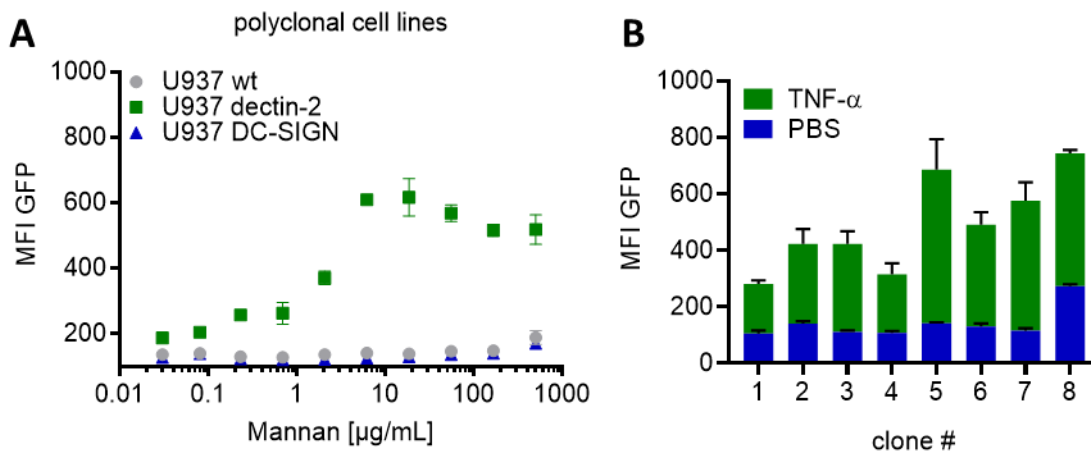 A
polyclonal cell lines
1000
800
600
400
200
MFI GFP
U937 wt
U937 dectin-2
U937 DC-SIGN
0.01 0.1 1 10 100 1000
Mannan [µg/mL]
B
1000
800
600
400
200
0
MFI GFP
TNF-α
PBS
1 2 3 4 5 6 7 8
clone #